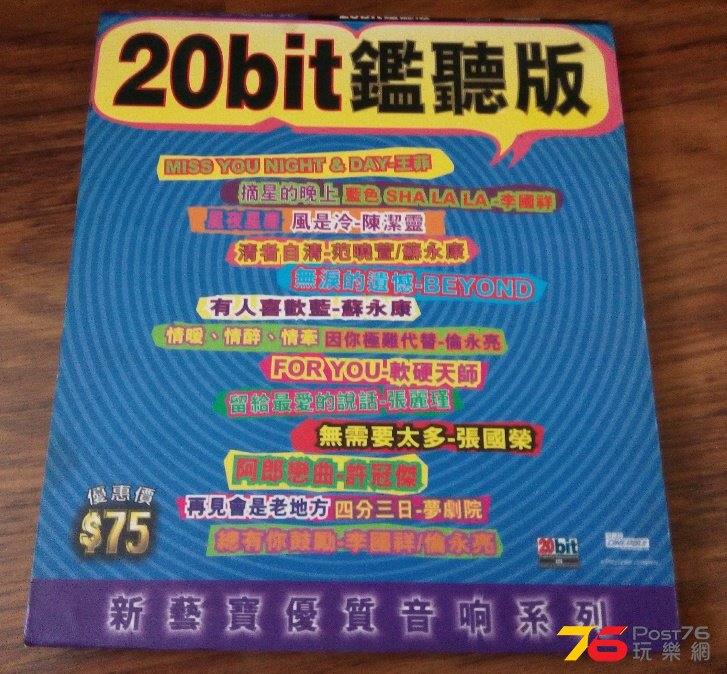 20bit鑑聽版
MISS YOU NIGHT & DAY-王菲
摘星的晚上 藍色 SHA LA LA -李國祥
星夜星塵 風是冷-陳潔靈
清者自清-范曉萱/蘇永康
無淚的遺憾-BEYOND
有人喜歡藍-蘇永康
情暖、情醉、情牽 因你極難代替-倫永亮
FOR YOU-軟硬天師
留給最愛的說話-張麗瑾
無需要太多-張國榮
阿郎戀曲-許冠傑
再見會是老地方 四分三日-夢劇院
總有你鼓勵-李國祥/倫永亮
優惠價
$75
20bit
新藝寶優質音响系列
76 POST76
玩樂網